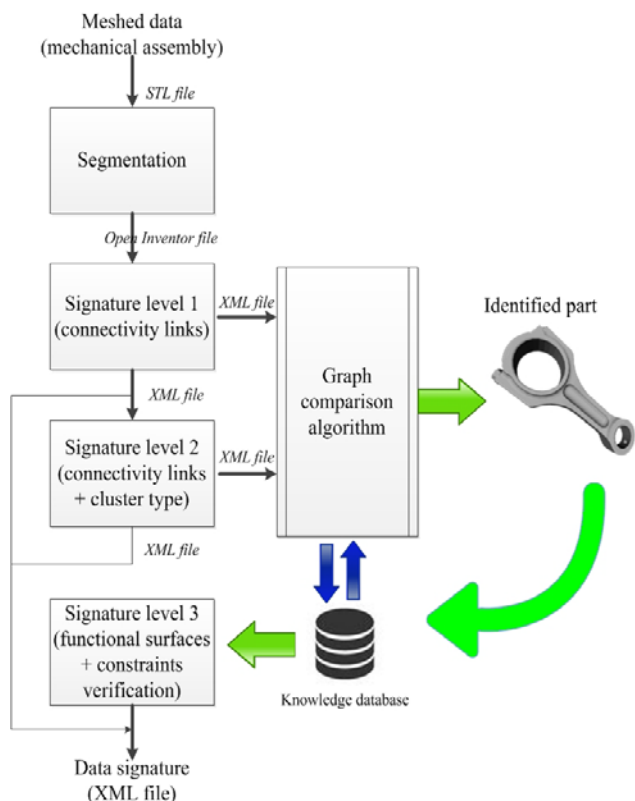 Meshed data
(mechanical assembly)
STL file
Segmentation
Open Inventor file
Signature level 1
(connectivity links)
XML file
XML file
Signature level 2
(connectivity links
+ cluster type)
XML file
XML file
Graph
comparison
algorithm
Identified part
Knowledge database
Signature level 3
(functional surfaces
+ constraints
verification)
Data signature
(XML file)